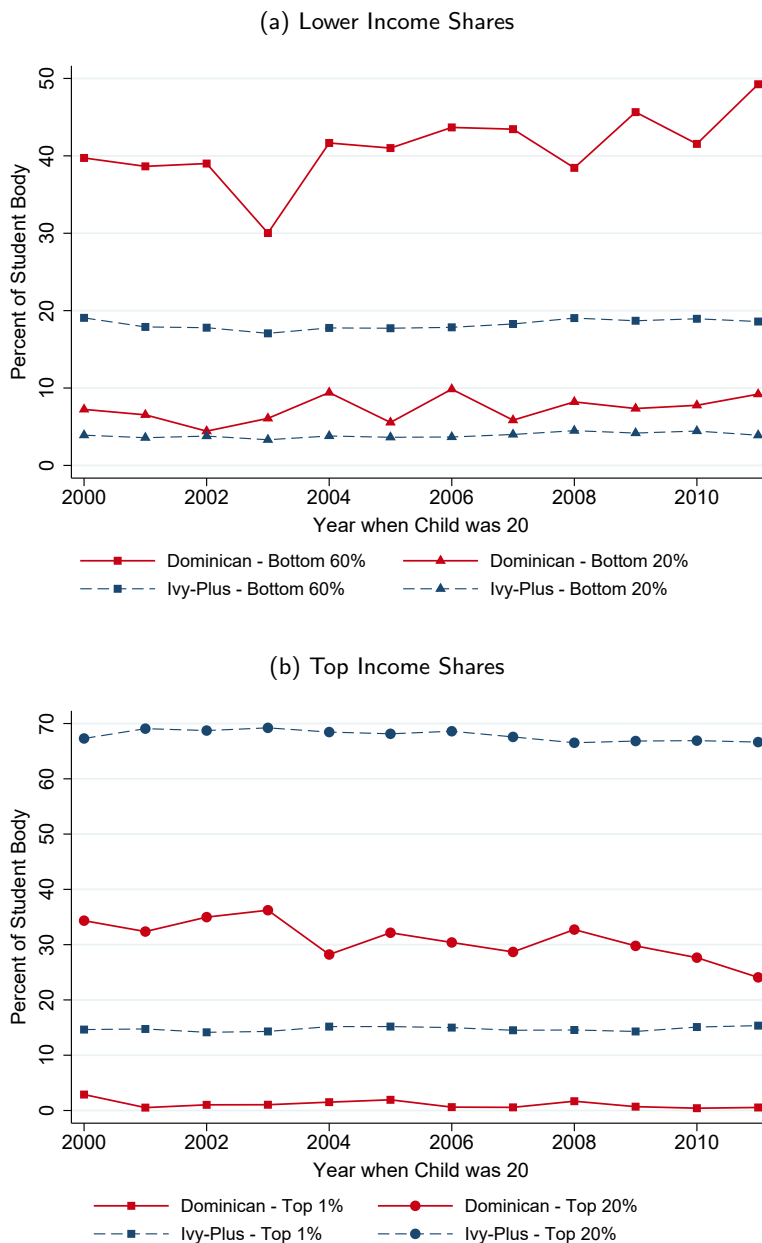 (a) Lower Income Shares
50
40
30
20
10
0
Percent of Student Body
2000 2002 2004 2006 2008 2010
Year when Child was 20
Dominican - Bottom 60% Dominican - Bottom 20%
Ivy-Plus - Bottom 60% Ivy-Plus - Bottom 20%
(b) Top Income Shares
70
60
50
40
30
20
10
0
Percent of Student Body
2000 2002 2004 2006 2008 2010
Year when Child was 20
Dominican - Top 1% Dominican - Top 20%
Ivy-Plus - Top 1% Ivy-Plus - Top 20%